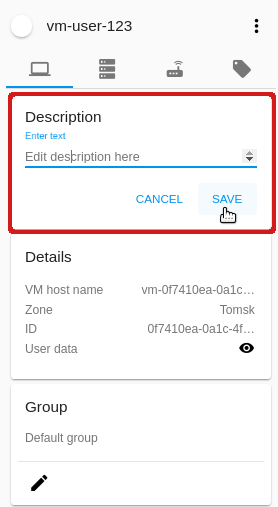 vm-user-123
Description
Enter text
Edit description here
CANCEL SAVE
Details
VM host name vm-0f7410ea-0a1c...
Zone Tomsk
ID 0f7410ea-0a1c-4f...
User data
Group
Default group